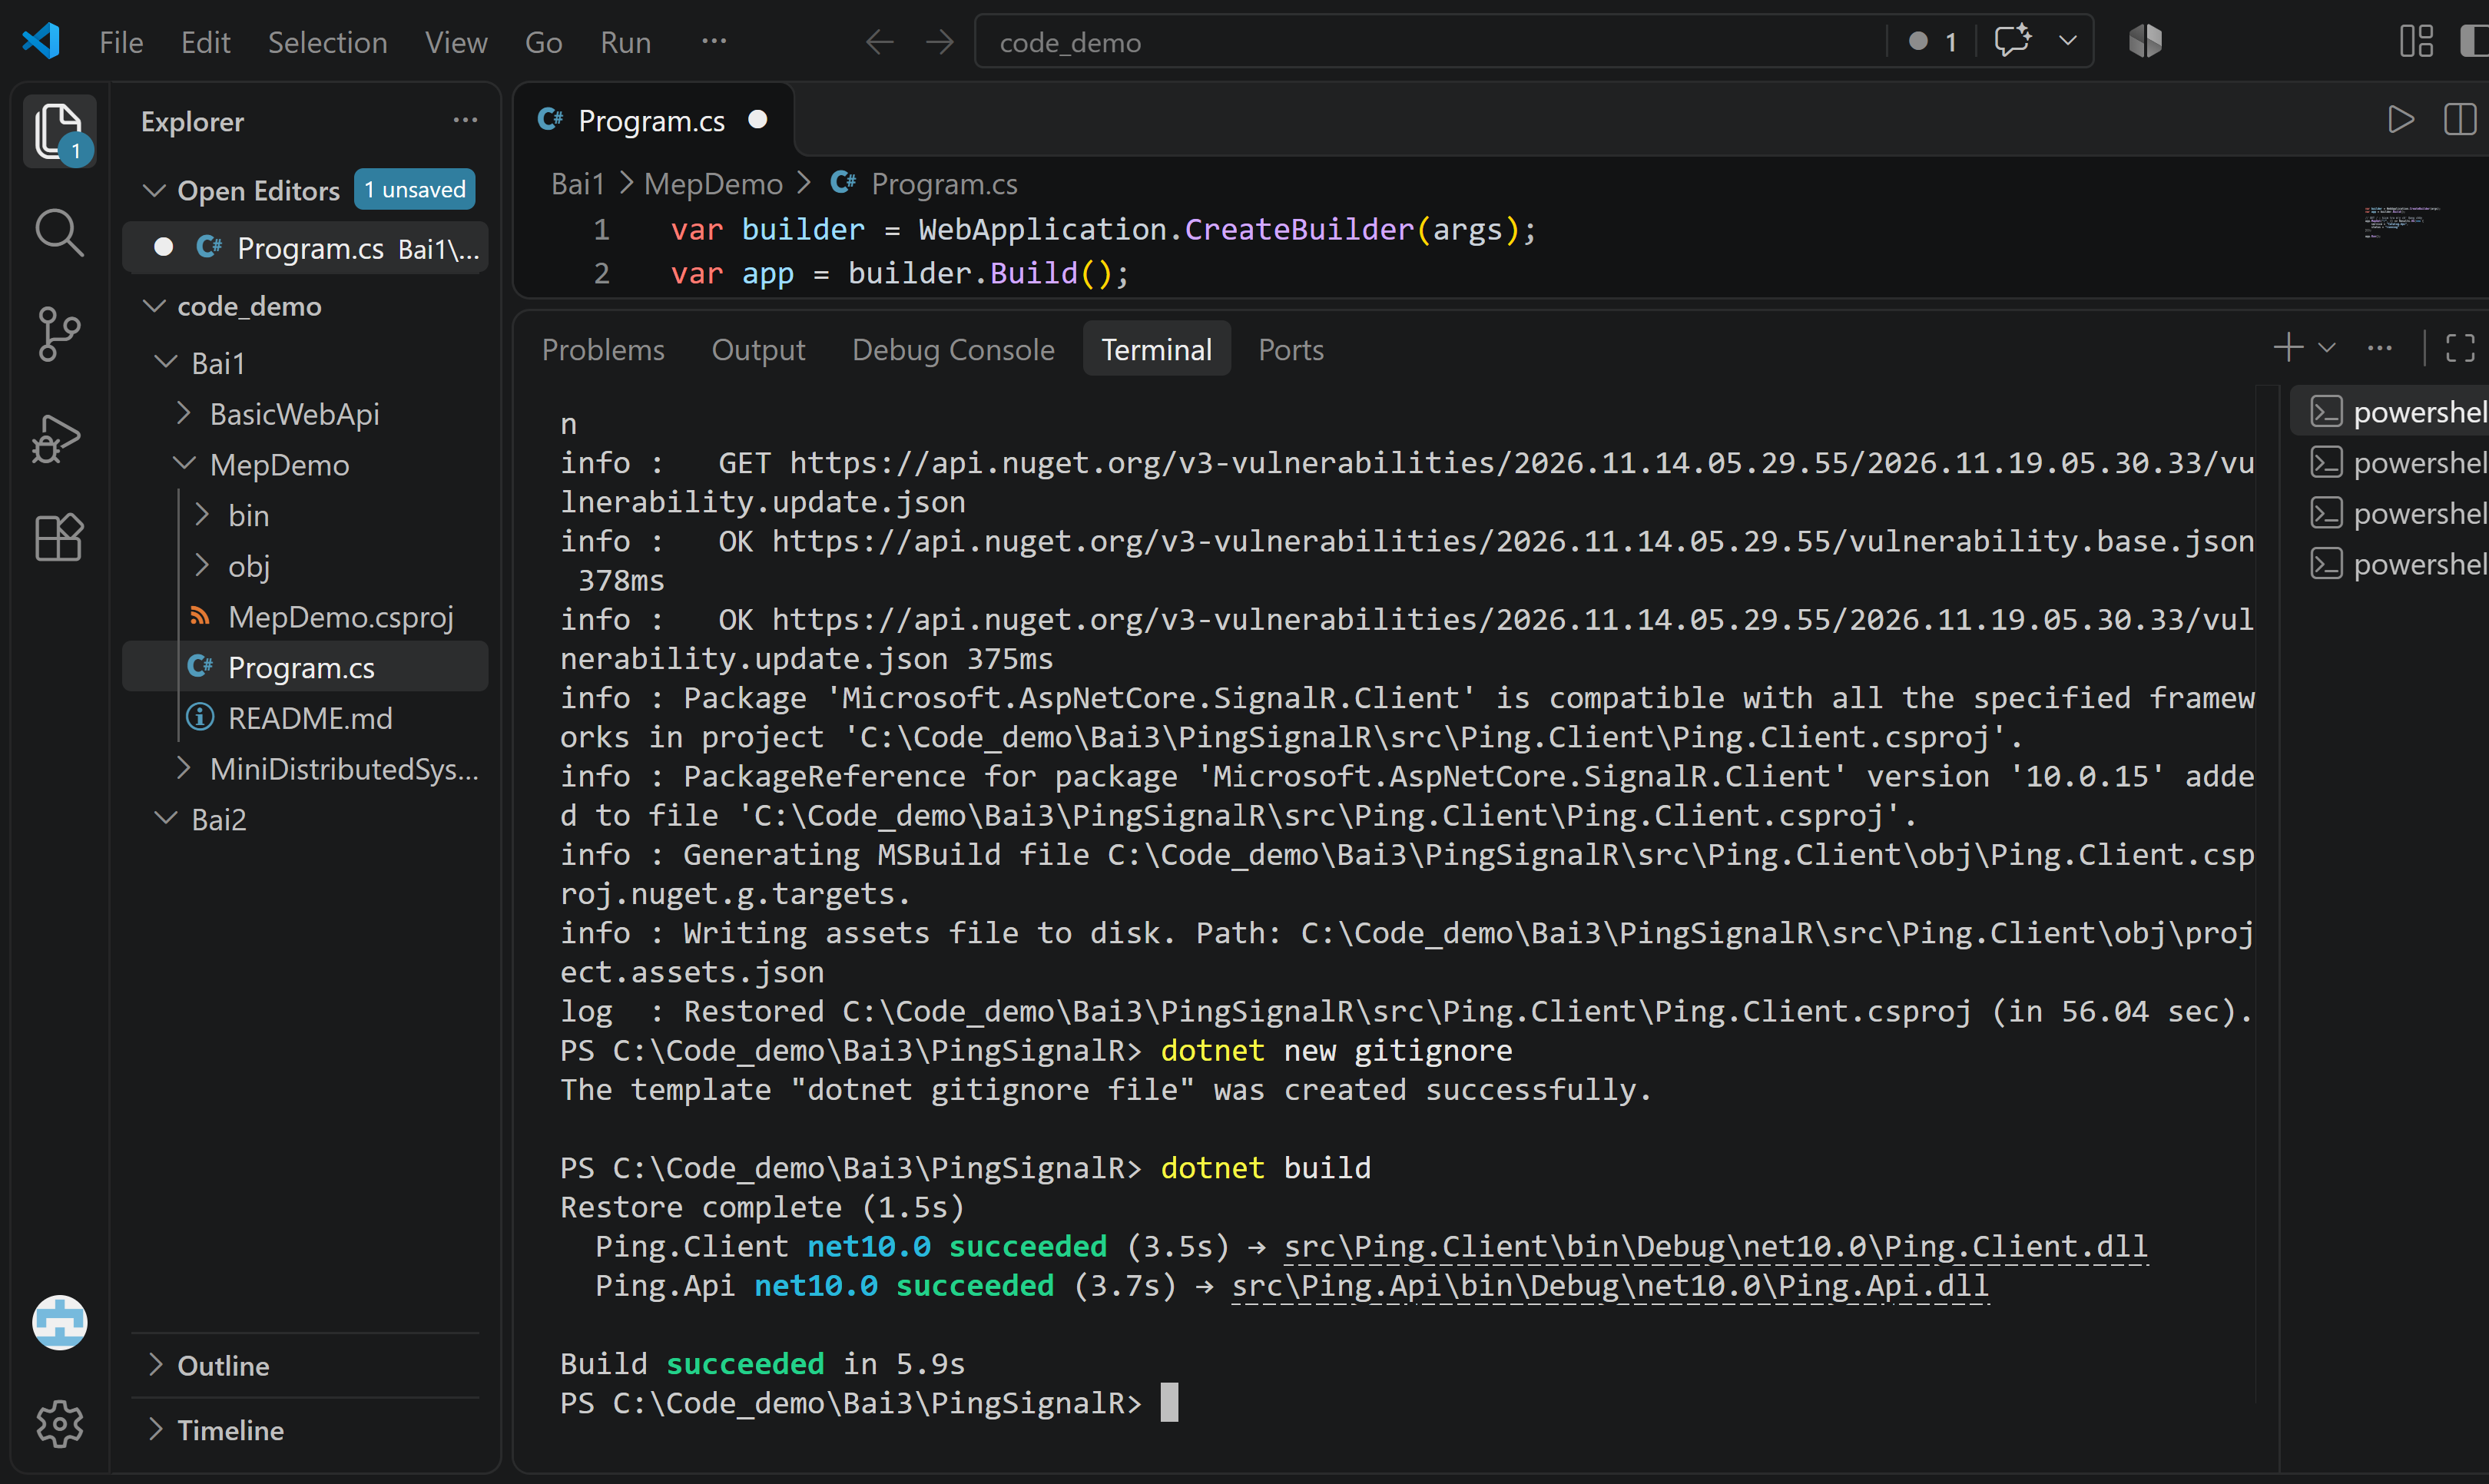 File Edit Selection View Go Run ··· code_demo 1
Explorer ···
Open Editors 1 unsaved
Program.cs Bai1\...
code_demo
Bai1
BasicWebApi
MepDemo
bin
obj
MepDemo.csproj
Program.cs
README.md
MiniDistributedSys...
Bai2
Outline
Timeline
1
Program.cs
Bai1 > MepDemo > Program.cs
1 var builder = WebApplication.CreateBuilder(args);
2 var app = builder.Build();
Problems Output Debug Console Terminal Ports
n
info :   GET https://api.nuget.org/v3-vulnerabilities/2026.11.14.05.29.55/2026.11.19.05.30.33/vu
lnerability.update.json
info :   OK https://api.nuget.org/v3-vulnerabilities/2026.11.14.05.29.55/vulnerability.base.json
 378ms
info :   OK https://api.nuget.org/v3-vulnerabilities/2026.11.14.05.29.55/2026.11.19.05.30.33/vul
nerability.update.json 375ms
info : Package 'Microsoft.AspNetCore.SignalR.Client' is compatible with all the specified framew
orks in project 'C:\Code_demo\Bai3\PingSignalR\src\Ping.Client\Ping.Client.csproj'.
info : PackageReference for package 'Microsoft.AspNetCore.SignalR.Client' version '10.0.15' adde
d to file 'C:\Code_demo\Bai3\PingSignalR\src\Ping.Client\Ping.Client.csproj'.
info : Generating MSBuild file C:\Code_demo\Bai3\PingSignalR\src\Ping.Client\obj\Ping.Client.csp
roj.nuget.g.targets.
info : Writing assets file to disk. Path: C:\Code_demo\Bai3\PingSignalR\src\Ping.Client\obj\proj
ect.assets.json
log  : Restored C:\Code_demo\Bai3\PingSignalR\src\Ping.Client\Ping.Client.csproj (in 56.04 sec).
PS C:\Code_demo\Bai3\PingSignalR> dotnet new gitignore
The template "dotnet gitignore file" was created successfully.
PS C:\Code_demo\Bai3\PingSignalR> dotnet build
Restore complete (1.5s)
  Ping.Client net10.0 succeeded (3.5s) → src\Ping.Client\bin\Debug\net10.0\Ping.Client.dll
  Ping.Api net10.0 succeeded (3.7s) → src\Ping.Api\bin\Debug\net10.0\Ping.Api.dll
Build succeeded in 5.9s
PS C:\Code_demo\Bai3\PingSignalR>
powershel
powershel
powershel
powershel